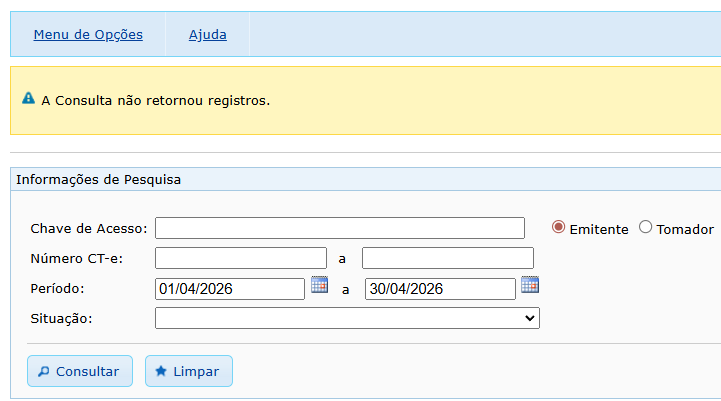 Menu de Opções Ajuda
A Consulta não retornou registros.
Informações de Pesquisa
Chave de Acesso: Emitente Tomador
Número CT-e: a
Período: 01/04/2026 a 30/04/2026
Situação:
Consultar Limpar